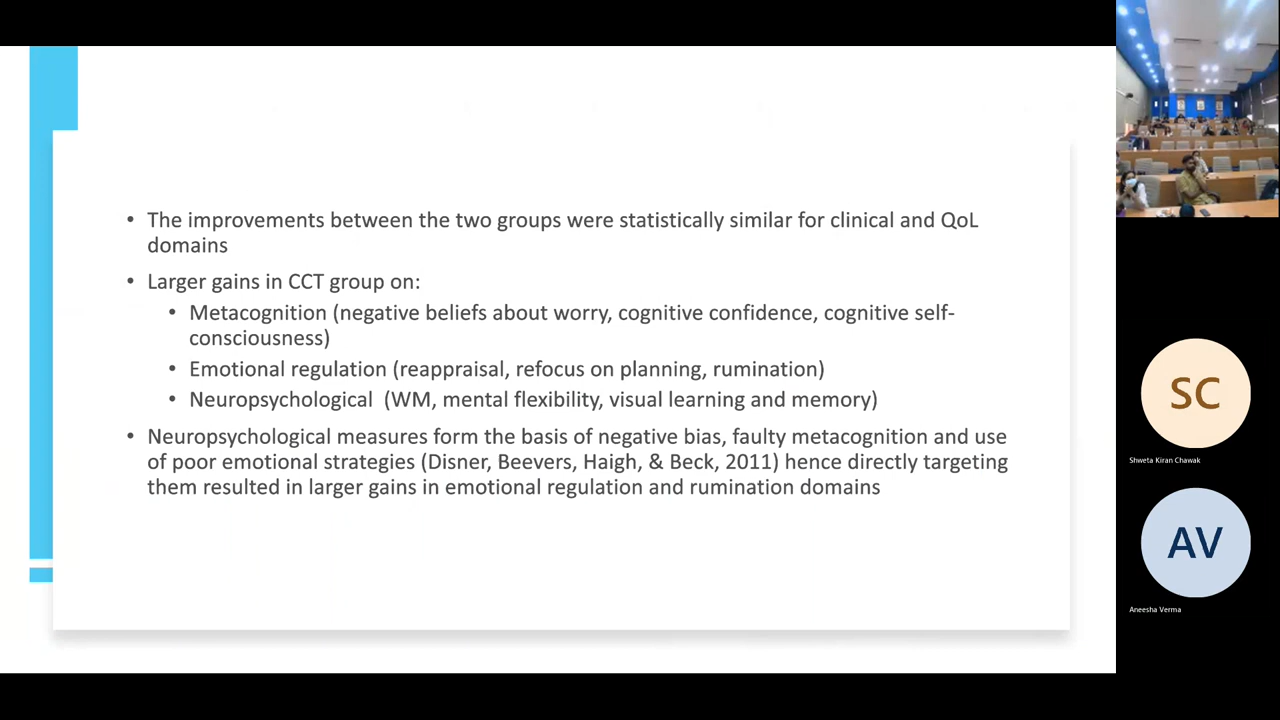 • The improvements between the two groups were statistically similar for clinical and QoL
domains
• Larger gains in CCT group on:
• Metacognition (negative beliefs about worry, cognitive confidence, cognitive self-
consciousness)
• Emotional regulation (reappraisal, refocus on planning, rumination)
• Neuropsychological (WM, mental flexibility, visual learning and memory)
• Neuropsychological measures form the basis of negative bias, faulty metacognition and use
of poor emotional strategies (Disner, Beevers, Haigh, & Beck, 2011) hence directly targeting
them resulted in larger gains in emotional regulation and rumination domains
SC
Shweta Kiran Chawak
AV
Aneesha Verma